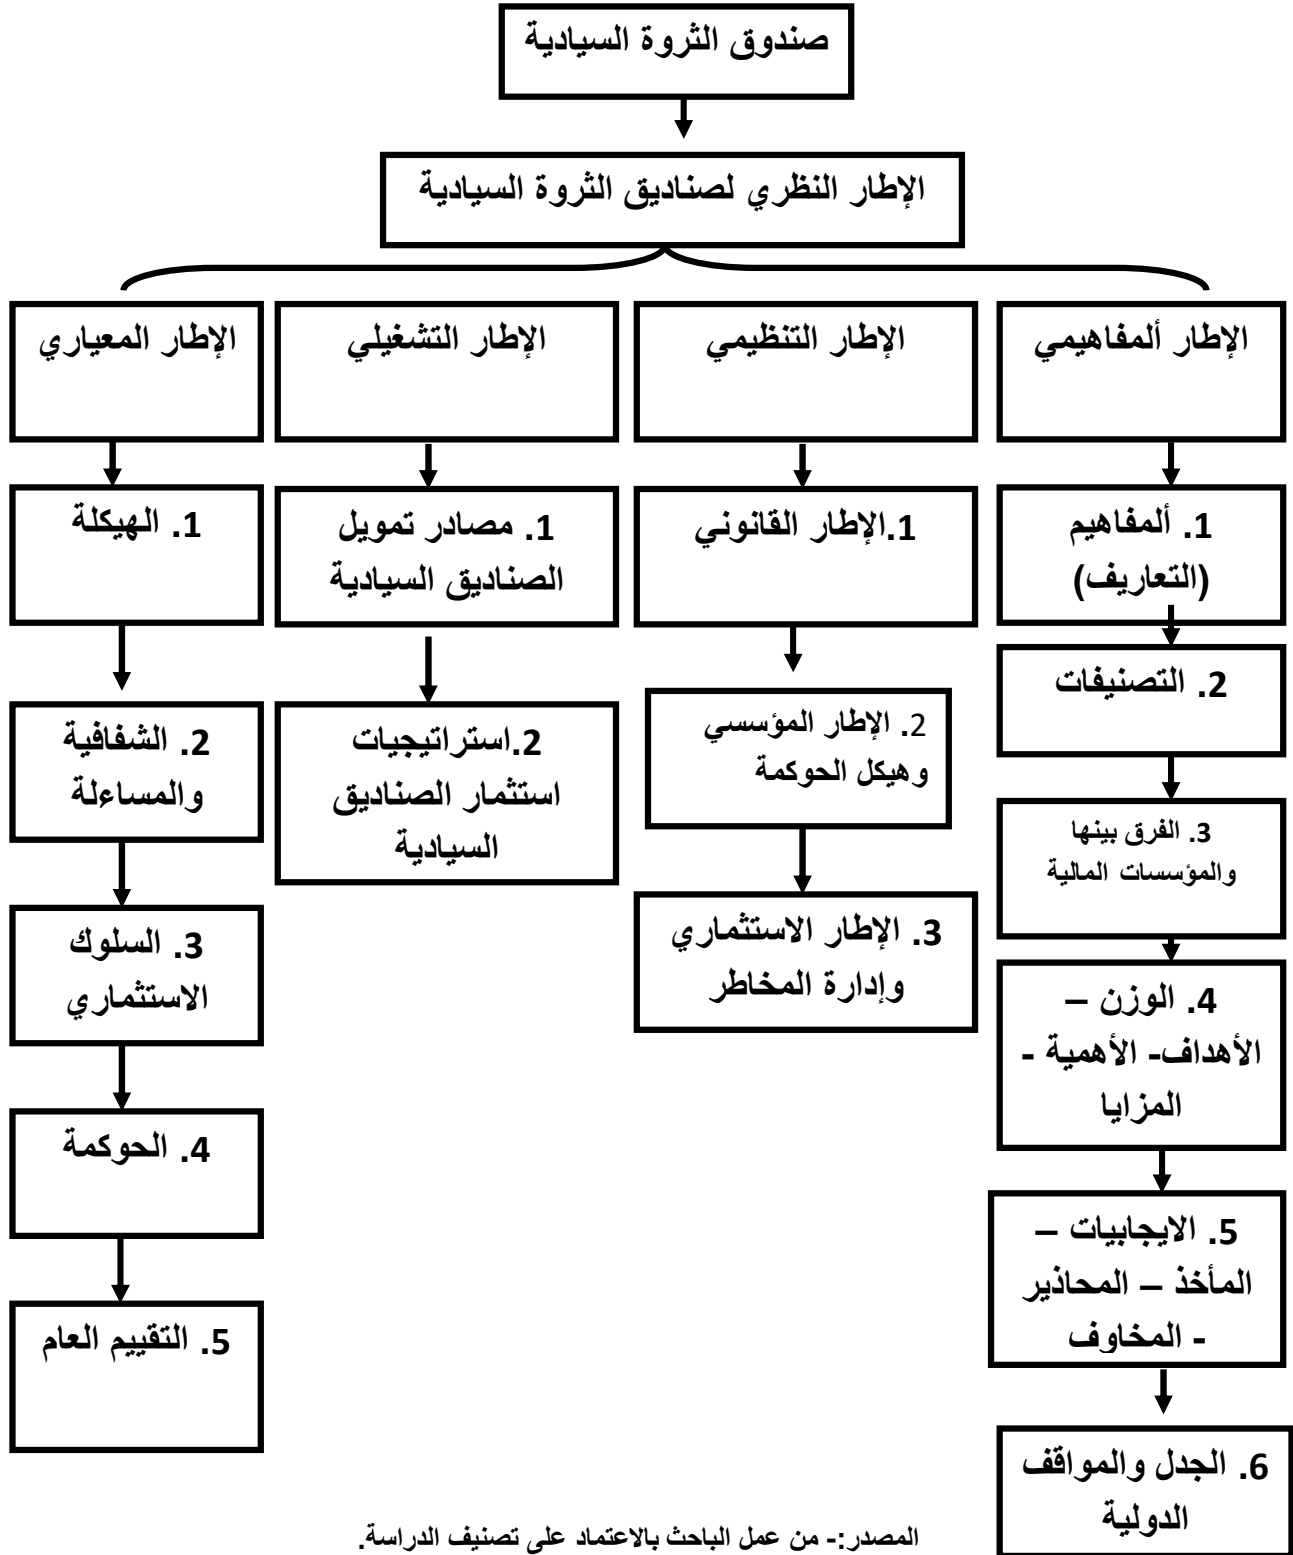 صندوق الثروة السيادية
الإطار النظري لصناديق الثروة السيادية
الإطار ألمفاهيمي
1. ألمفاهيم
(التعاريف)
2. التصنيفات
3. الفرق بينها
والمؤسسات المالية
4. الوزن –
الأهداف- الأهمية -
المزايا
5. الايجابيات –
المأخذ – المحاذير
- المخاوف
6. الجدل والمواقف
الدولية
الإطار التنظيمي
1.الإطار القانوني
2. الإطار المؤسسي
وهيكل الحوكمة
3. الإطار الاستثماري
وإدارة المخاطر
الإطار التشغيلي
1. مصادر تمويل
الصناديق السيادية
2.استراتيجيات
استثمار الصناديق
السيادية
الإطار المعياري
1. الهيكلة
2. الشفافية
والمساءلة
3. السلوك
الاستثماري
4. الحوكمة
5. التقييم العام
المصدر:- من عمل الباحث بالاعتماد على تصنيف الدراسة.